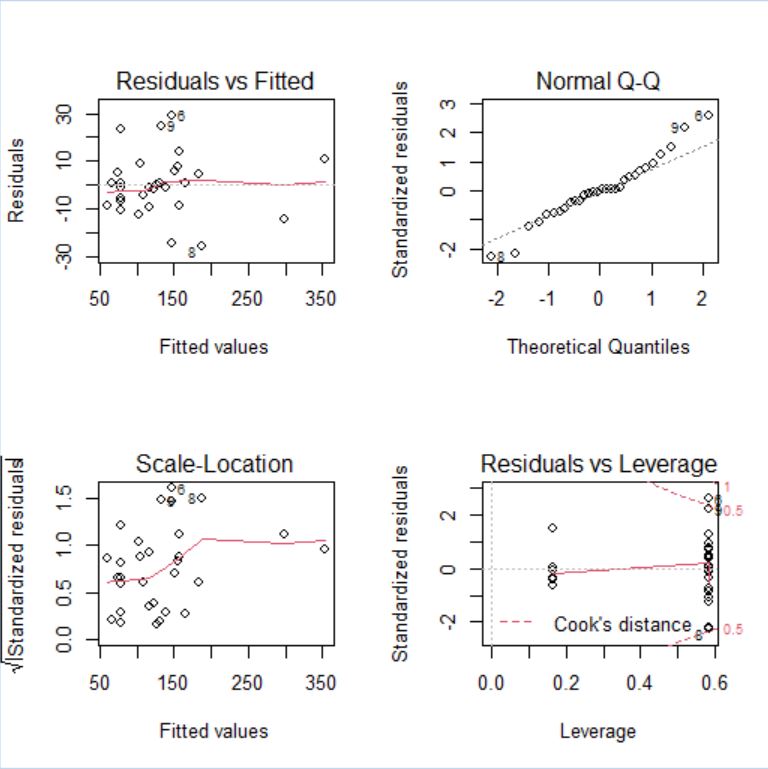 Residuals vs Fitted
Residuals
-30 -10 10 30
6
9
8
50 150 250 350
Fitted values
Normal Q-Q
Standardized residuals
-2 0 1 2 3
6
9
8
-2 -1 0 1 2
Theoretical Quantiles
Scale-Location
√|Standardized residuals|
0.0 0.5 1.0 1.5
6
9
8
50 150 250 350
Fitted values
Residuals vs Leverage
Standardized residuals
-2 0 2
1
0.5
6
9
Cook's distance
0.5
8
0.0 0.2 0.4 0.6
Leverage